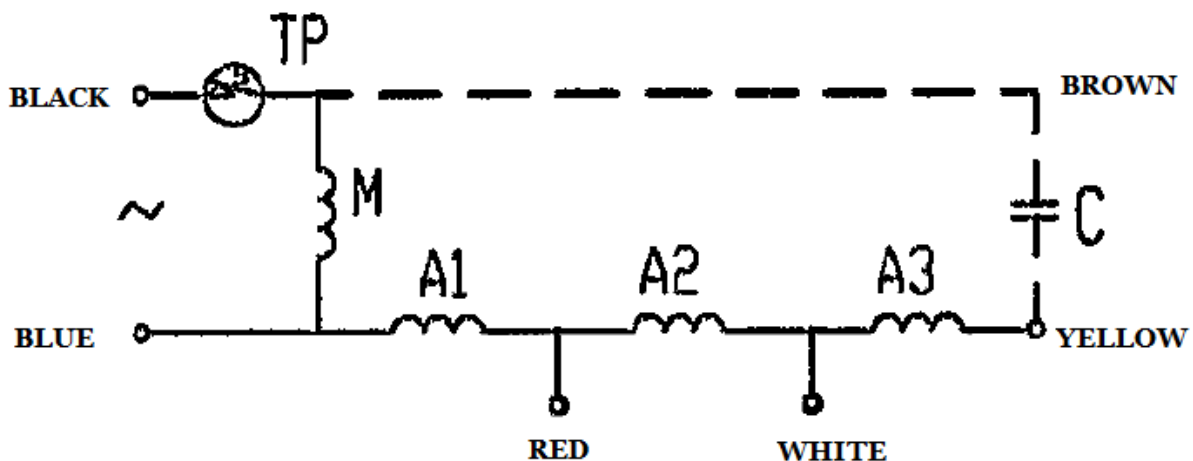 TP
BLACK
BROWN
~
M
C
A1
A2
A3
BLUE
YELLOW
RED
WHITE